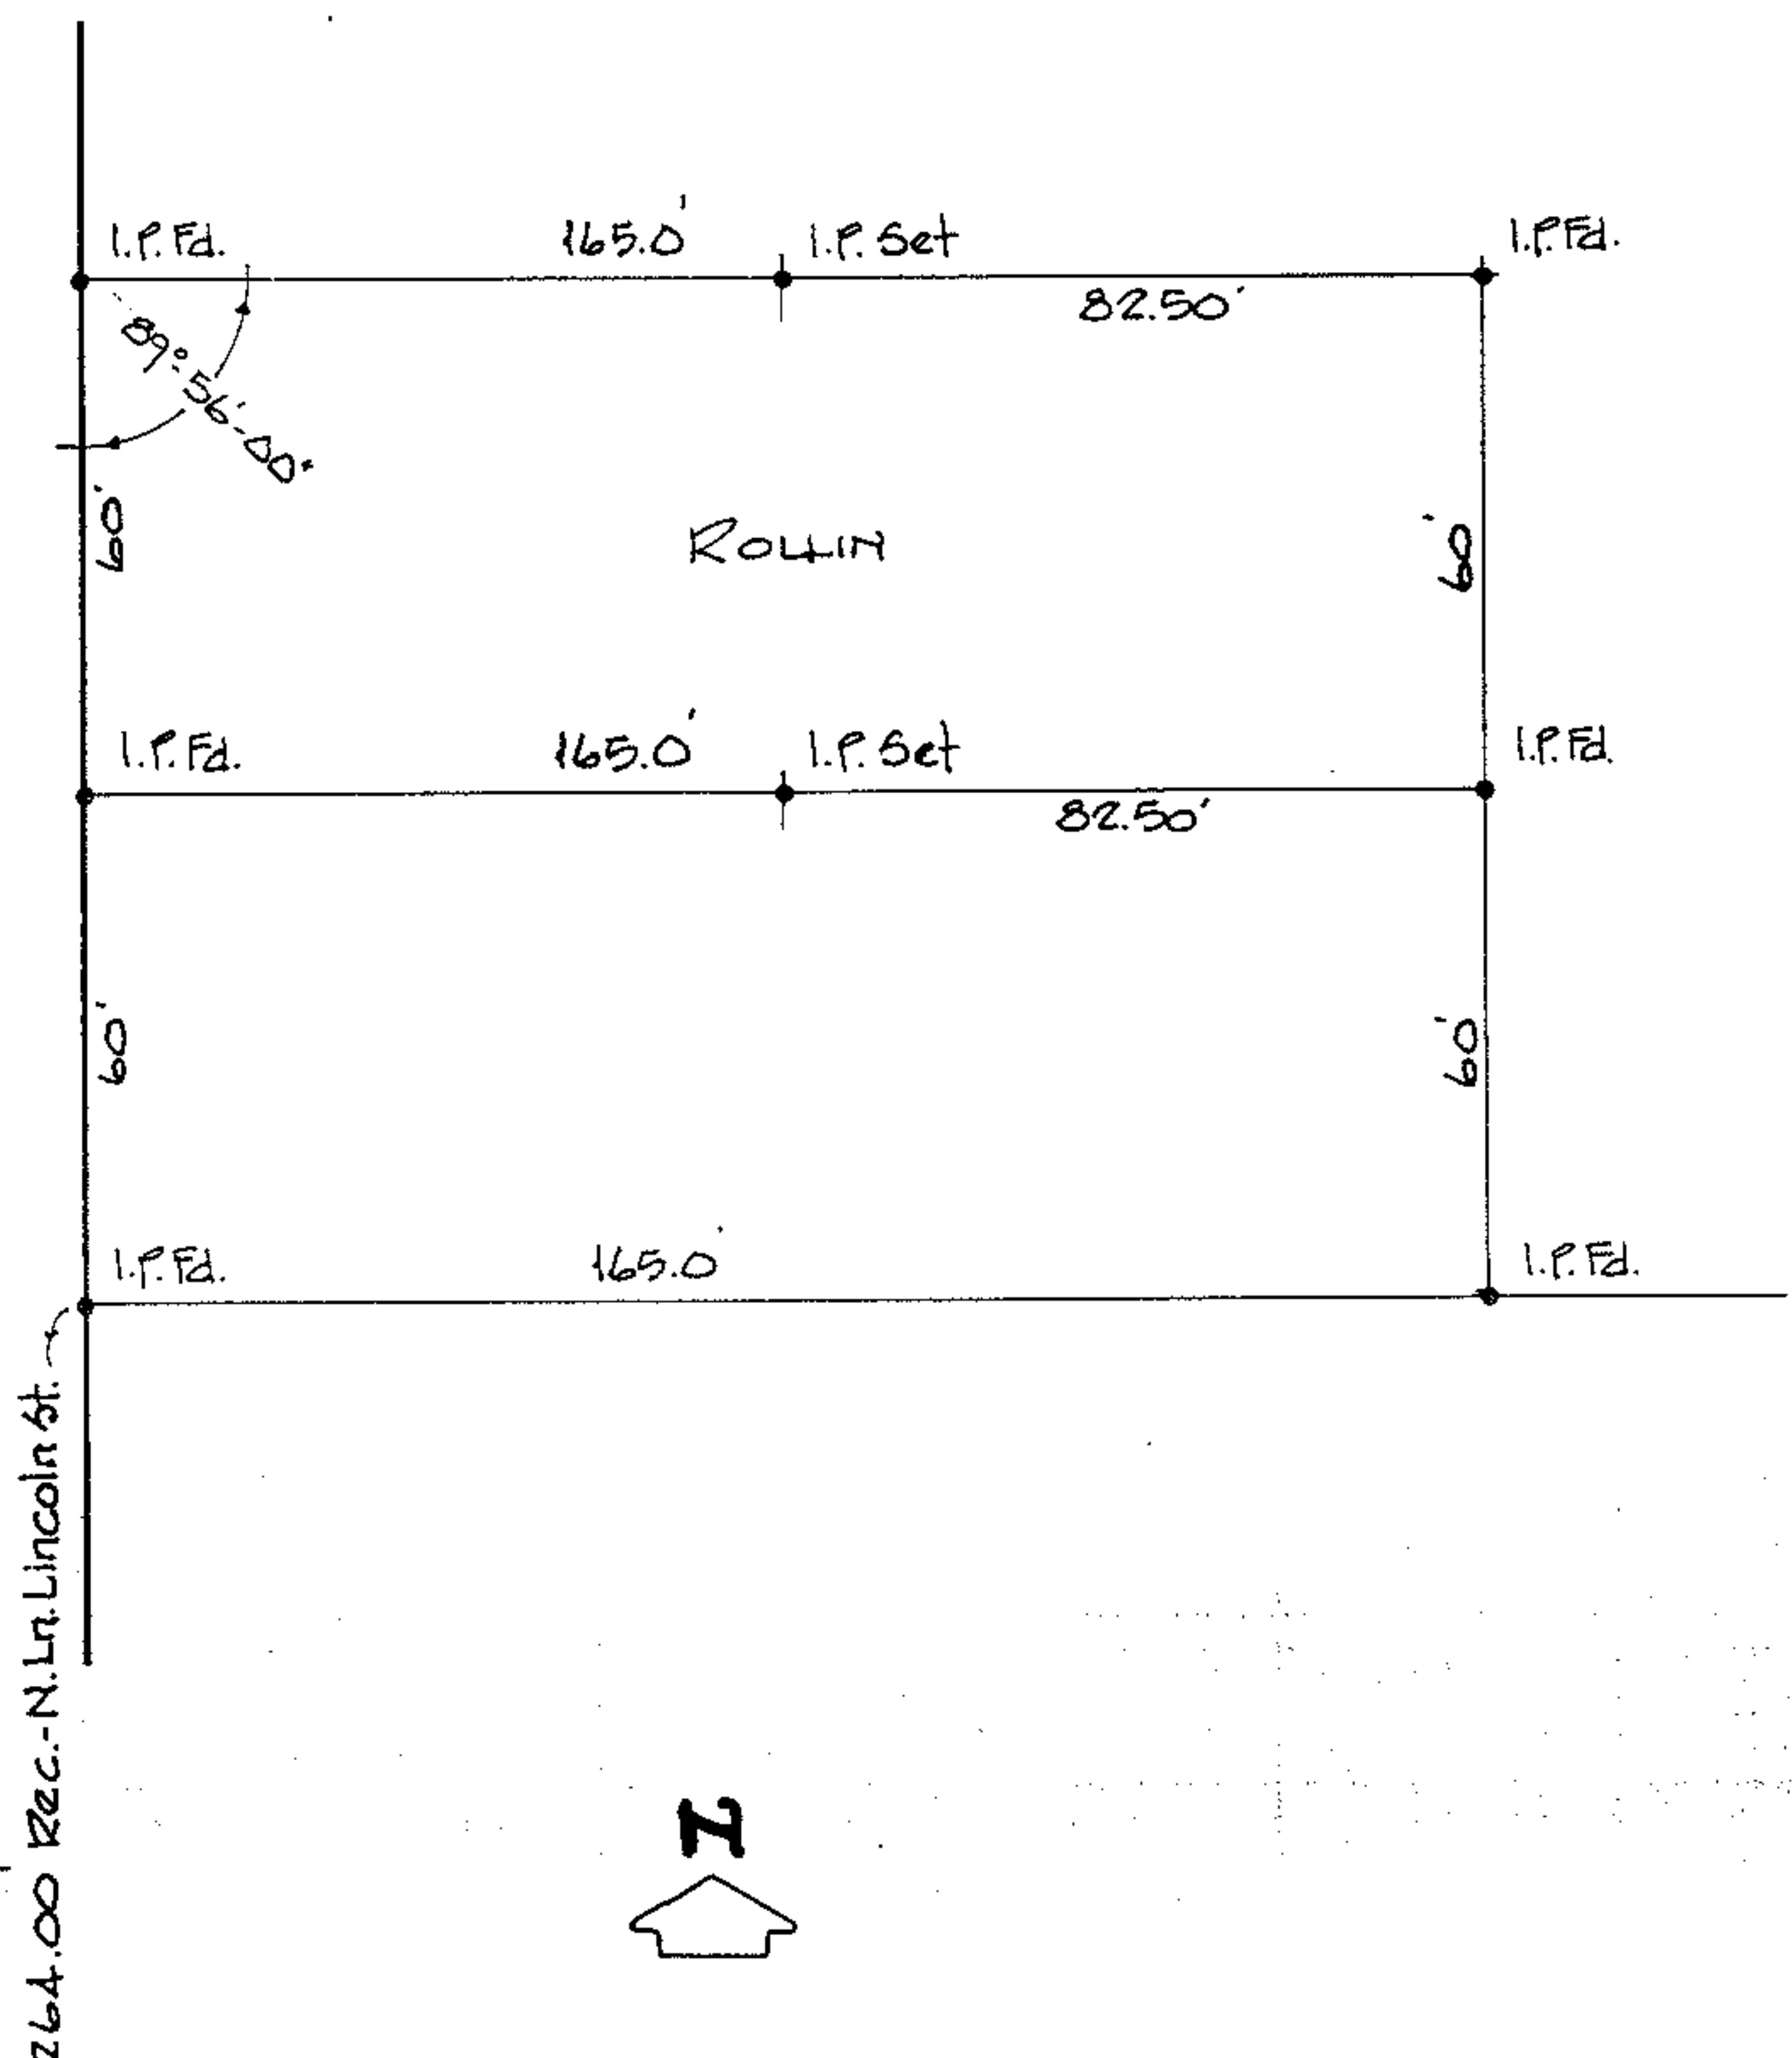 I.P. Fd.
165.0'
I.P. Set
I.P. Fd.
82.50'
89°-56'-00"
60'
ROLLIN
60'
I.P. Fd.
165.0'
I.P. Set
I.P. Fd.
82.50'
60'
60'
I.P. Fd.
165.0'
I.P. Fd.
264.00 Rec.-N.Ln.Lincoln St.
N